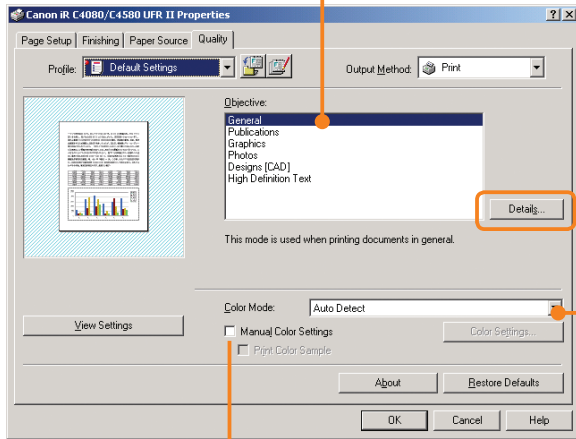 Canon iR C4080/C4580 UFR II Properties
Page Setup Finishing Paper Source Quality
Profile: Default Settings Output Method: Print
Objective:
General
Publications
Graphics
Photos
Designs [CAD]
High Definition Text
Details...
This mode is used when printing documents in general.
Color Mode: Auto Detect
View Settings
Manual Color Settings Color Settings...
Print Color Sample
About Restore Defaults
OK Cancel Help